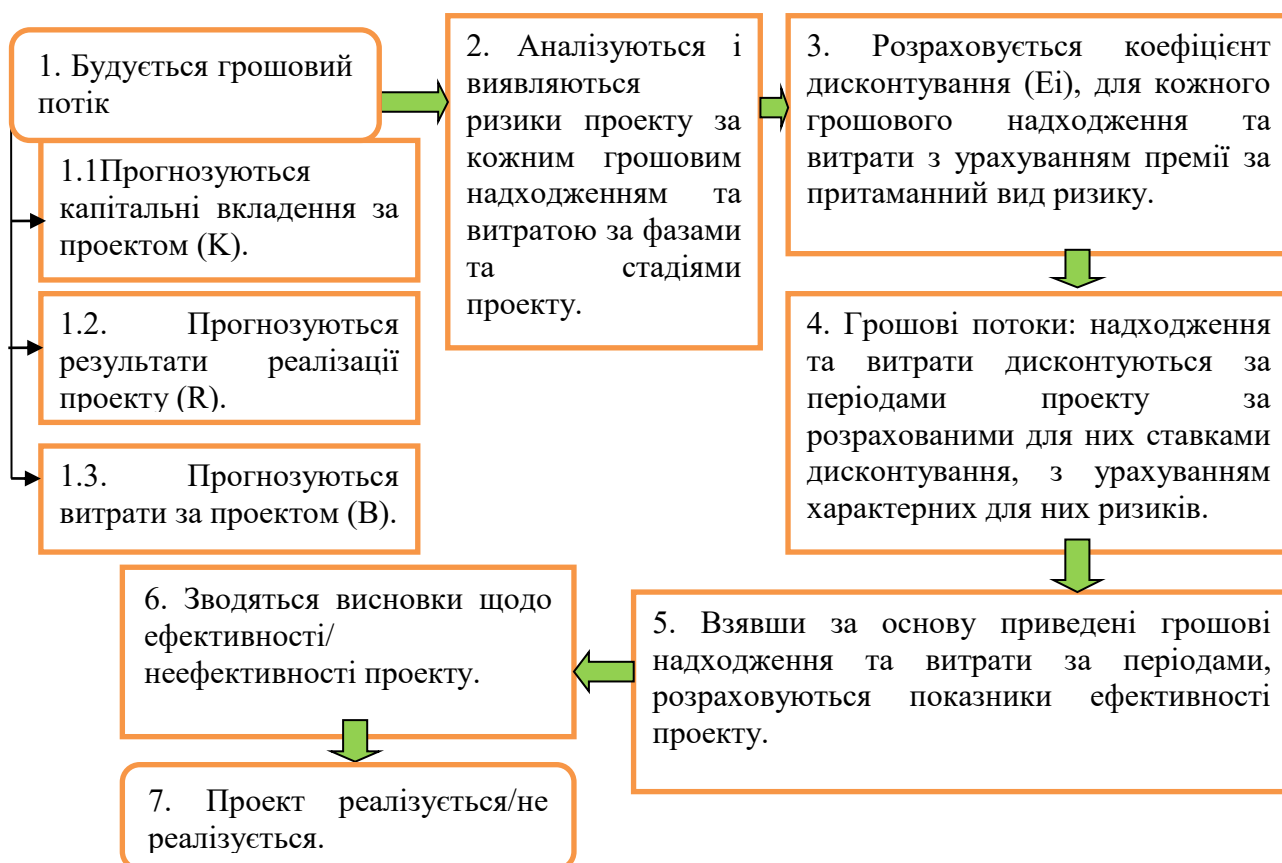 1. Будується грошовий
потік
1.1Прогнозуються
капітальні вкладення за
проектом (К).
1.2. Прогнозуються
результати реалізації
проекту (R).
1.3. Прогнозуються
витрати за проектом (В).
2. Аналізуються і
виявляються
ризики проекту за
кожним грошовим
надходженням та
витратою за фазами
та стадіями
проекту.
3. Розраховується коефіцієнт
дисконтування (Еі), для кожного
грошового надходження та
витрати з урахуванням премії за
притаманний вид ризику.
4. Грошові потоки: надходження
та витрати дисконтуються за
періодами проекту за
розрахованими для них ставками
дисконтування, з урахуванням
характерних для них ризиків.
5. Взявши за основу приведені грошові
надходження та витрати за періодами,
розраховуються показники ефективності
проекту.
6. Зводяться висновки щодо
ефективності/
неефективності проекту.
7. Проект реалізується/не
реалізується.